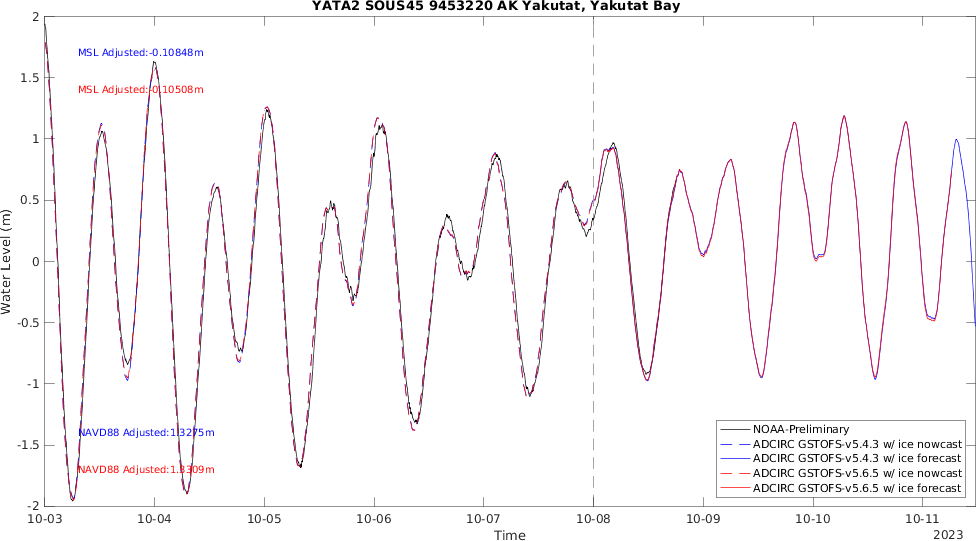 YATA2 SOUS45 9453220 AK Yakutat, Yakutat Bay
2
1.5
1
0.5
0
-0.5
-1
-1.5
-2
Water Level (m)
MSL Adjusted:-0.10848m
MSL Adjusted:-0.10508m
NAVD88 Adjusted:1.3275m
NAVD88 Adjusted:1.3309m
NOAA-Preliminary
ADCIRC GSTOFS-v5.4.3 w/ ice nowcast
ADCIRC GSTOFS-v5.4.3 w/ ice forecast
ADCIRC GSTOFS-v5.6.5 w/ ice nowcast
ADCIRC GSTOFS-v5.6.5 w/ ice forecast
10-03 10-04 10-05 10-06 10-07 10-08 10-09 10-10 10-11
Time
2023